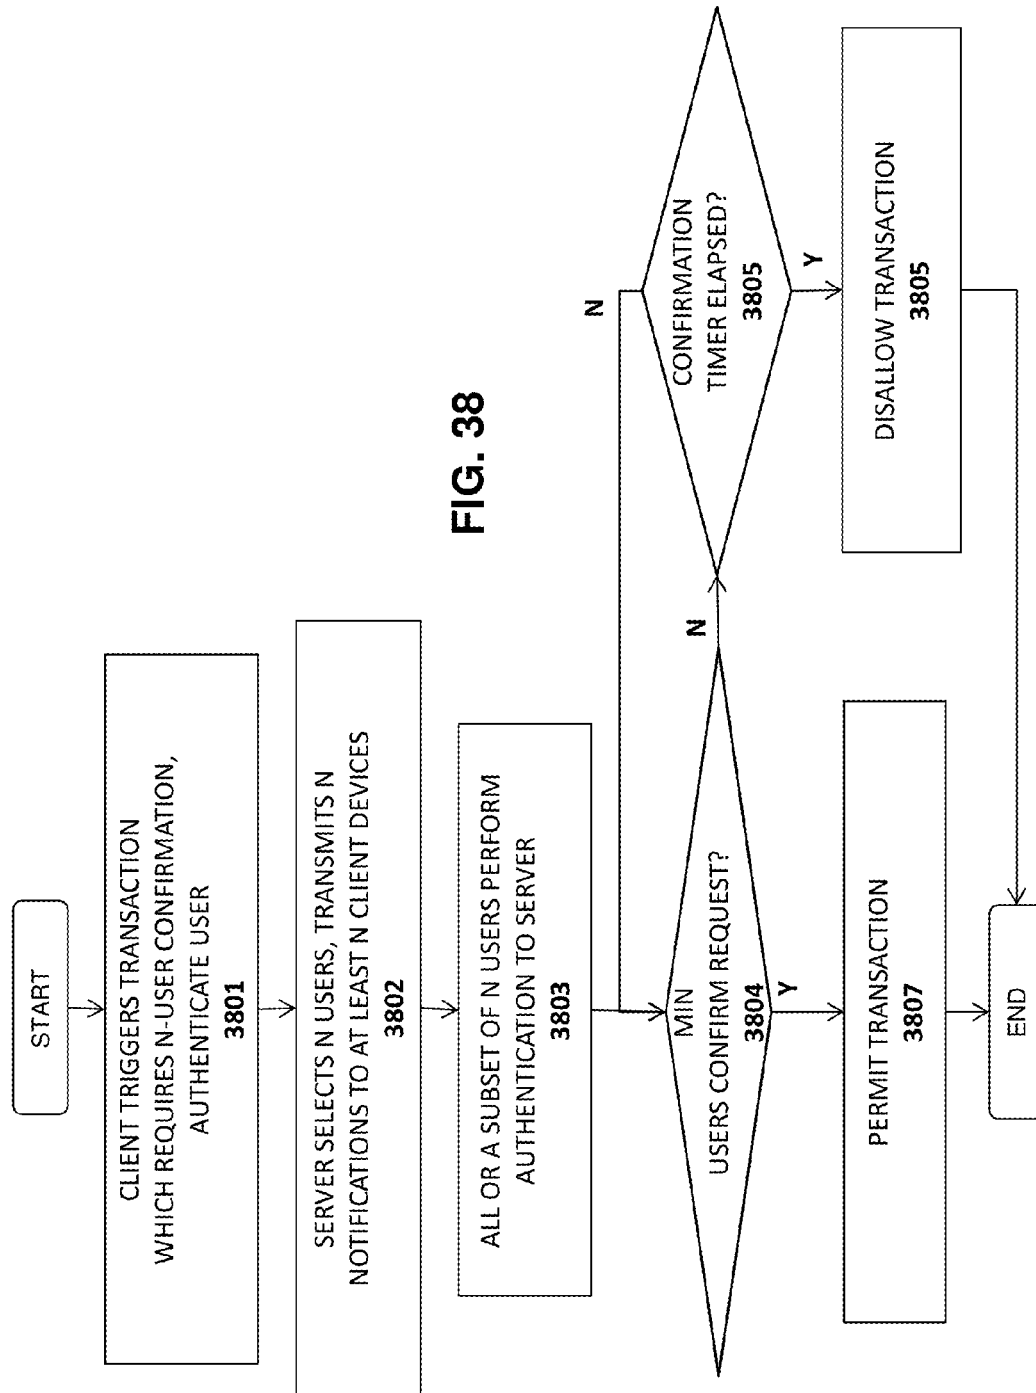 START
CLIENT TRIGGERS TRANSACTION
WHICH REQUIRES N-USER CONFIRMATION,
AUTHENTICATE USER
3801
SERVER SELECTS N USERS, TRANSMITS N
NOTIFICATIONS TO AT LEAST N CLIENT DEVICES
3802
ALL OR A SUBSET OF N USERS PERFORM
AUTHENTICATION TO SERVER
3803
FIG. 38
MIN
USERS CONFIRM REQUEST?
3804
N
Y
CONFIRMATION
TIMER ELAPSED?
3805
N
Y
PERMIT TRANSACTION
3807
DISALLOW TRANSACTION
3805
END